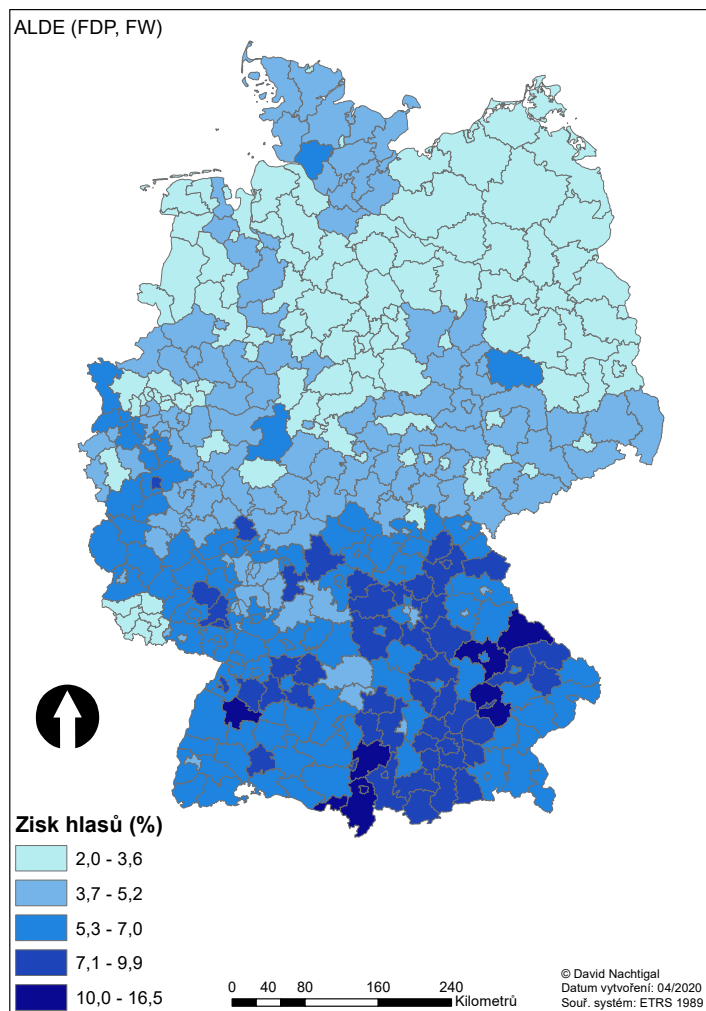 ALDE (FDP, FW)
Zisk hlasů (%)
2,0 - 3,6
3,7 - 5,2
5,3 - 7,0
7,1 - 9,9
10,0 - 16,5
0 40 80 160 240
Kilometrů
© David Nachtigal
Datum vytvoření: 04/2020
Souř. systém: ETRS 1989